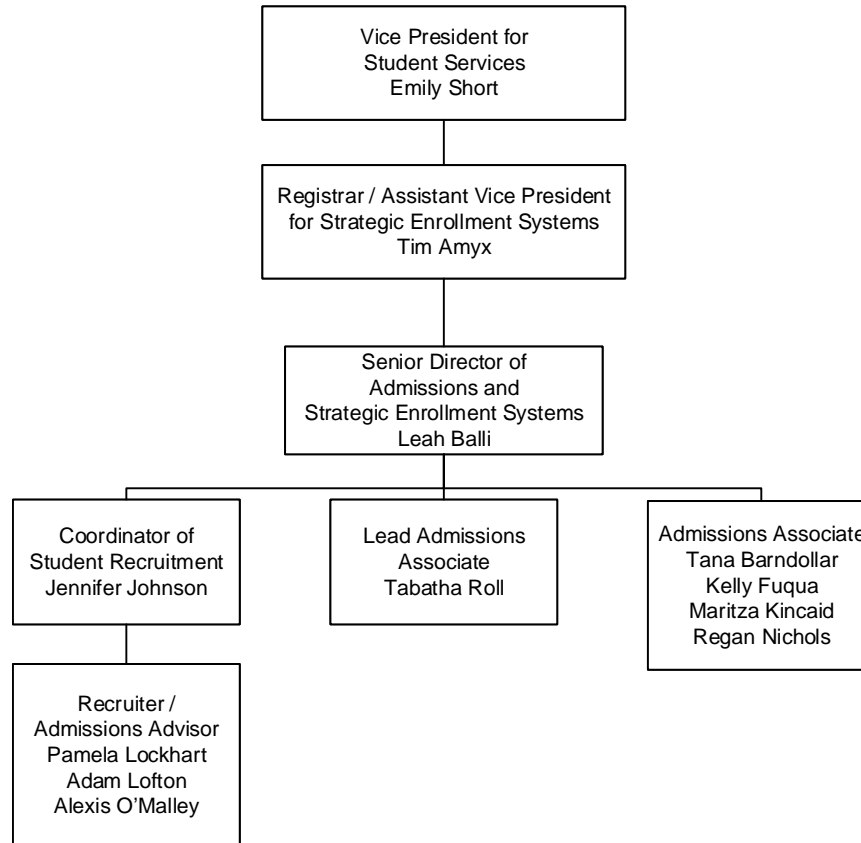 Vice President for
Student Services
Emily Short
Registrar / Assistant Vice President
for Strategic Enrollment Systems
Tim Amyx
Senior Director of
Admissions and
Strategic Enrollment Systems
Leah Balli
Coordinator of
Student Recruitment
Jennifer Johnson
Lead Admissions
Associate
Tabatha Roll
Admissions Associate
Tana Barndollar
Kelly Fuqua
Maritza Kincaid
Regan Nichols
Recruiter /
Admissions Advisor
Pamela Lockhart
Adam Lofton
Alexis O’Malley